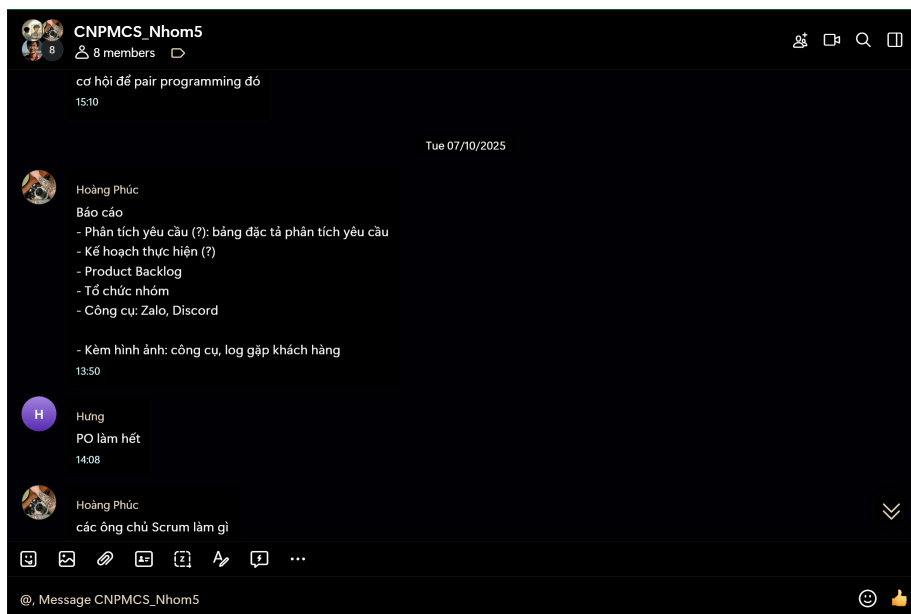 CNPMCS_Nhom5
8
8 members
cơ hội để pair programming đó
15:10
Tue 07/10/2025
Hoàng Phúc
Báo cáo
- Phân tích yêu cầu (?): bảng đặc tả phân tích yêu cầu
- Kế hoạch thực hiện (?)
- Product Backlog
- Tổ chức nhóm
- Công cụ: Zalo, Discord
- Kèm hình ảnh: công cụ, log gặp khách hàng
13:50
H
Hưng
PO làm hết
14:08
Hoàng Phúc
các ông chủ Scrum làm gì
@, Message CNPMCS_Nhom5